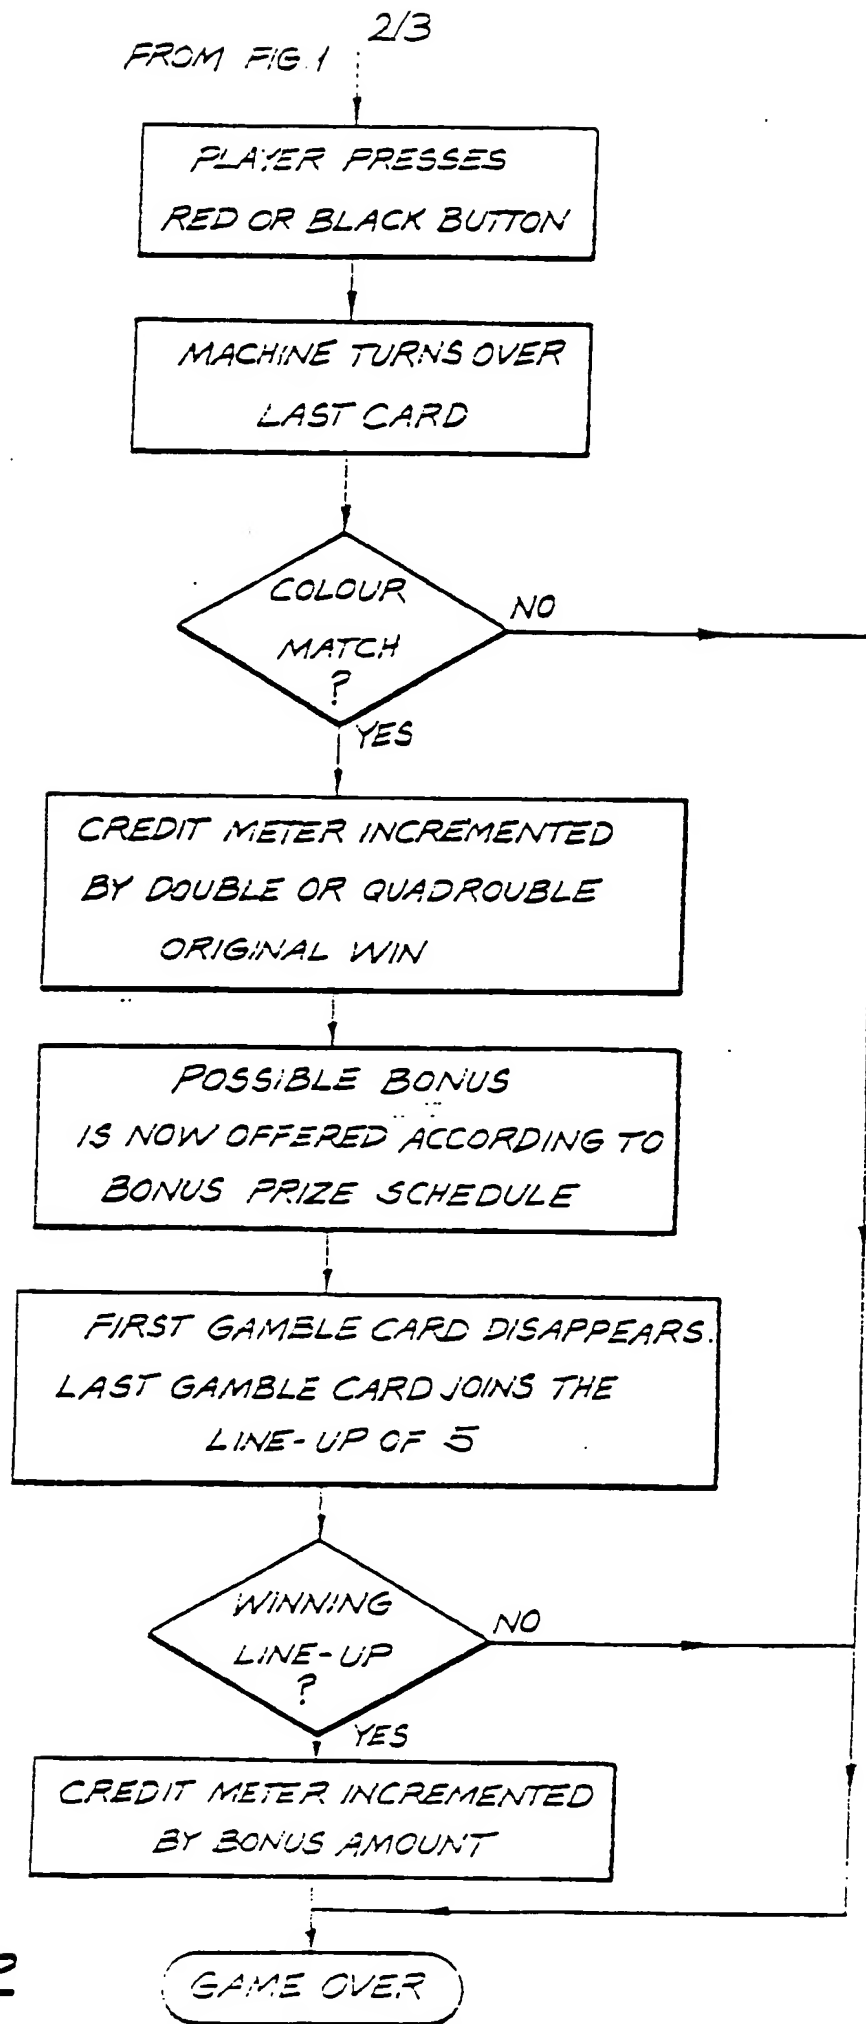 2/3
FROM FIG. 1
PLAYER PRESSES
RED OR BLACK BUTTON
MACHINE TURNS OVER
LAST CARD
COLOUR
MATCH
?
NO
YES
CREDIT METER INCREMENTED
BY DOUBLE OR QUADROUBLE
ORIGINAL WIN
POSSIBLE BONUS
IS NOW OFFERED ACCORDING TO
BONUS PRIZE SCHEDULE
FIRST GAMBLE CARD DISAPPEARS.
LAST GAMBLE CARD JOINS THE
LINE-UP OF 5
WINNING
LINE-UP
?
NO
YES
CREDIT METER INCREMENTED
BY BONUS AMOUNT
GAME OVER